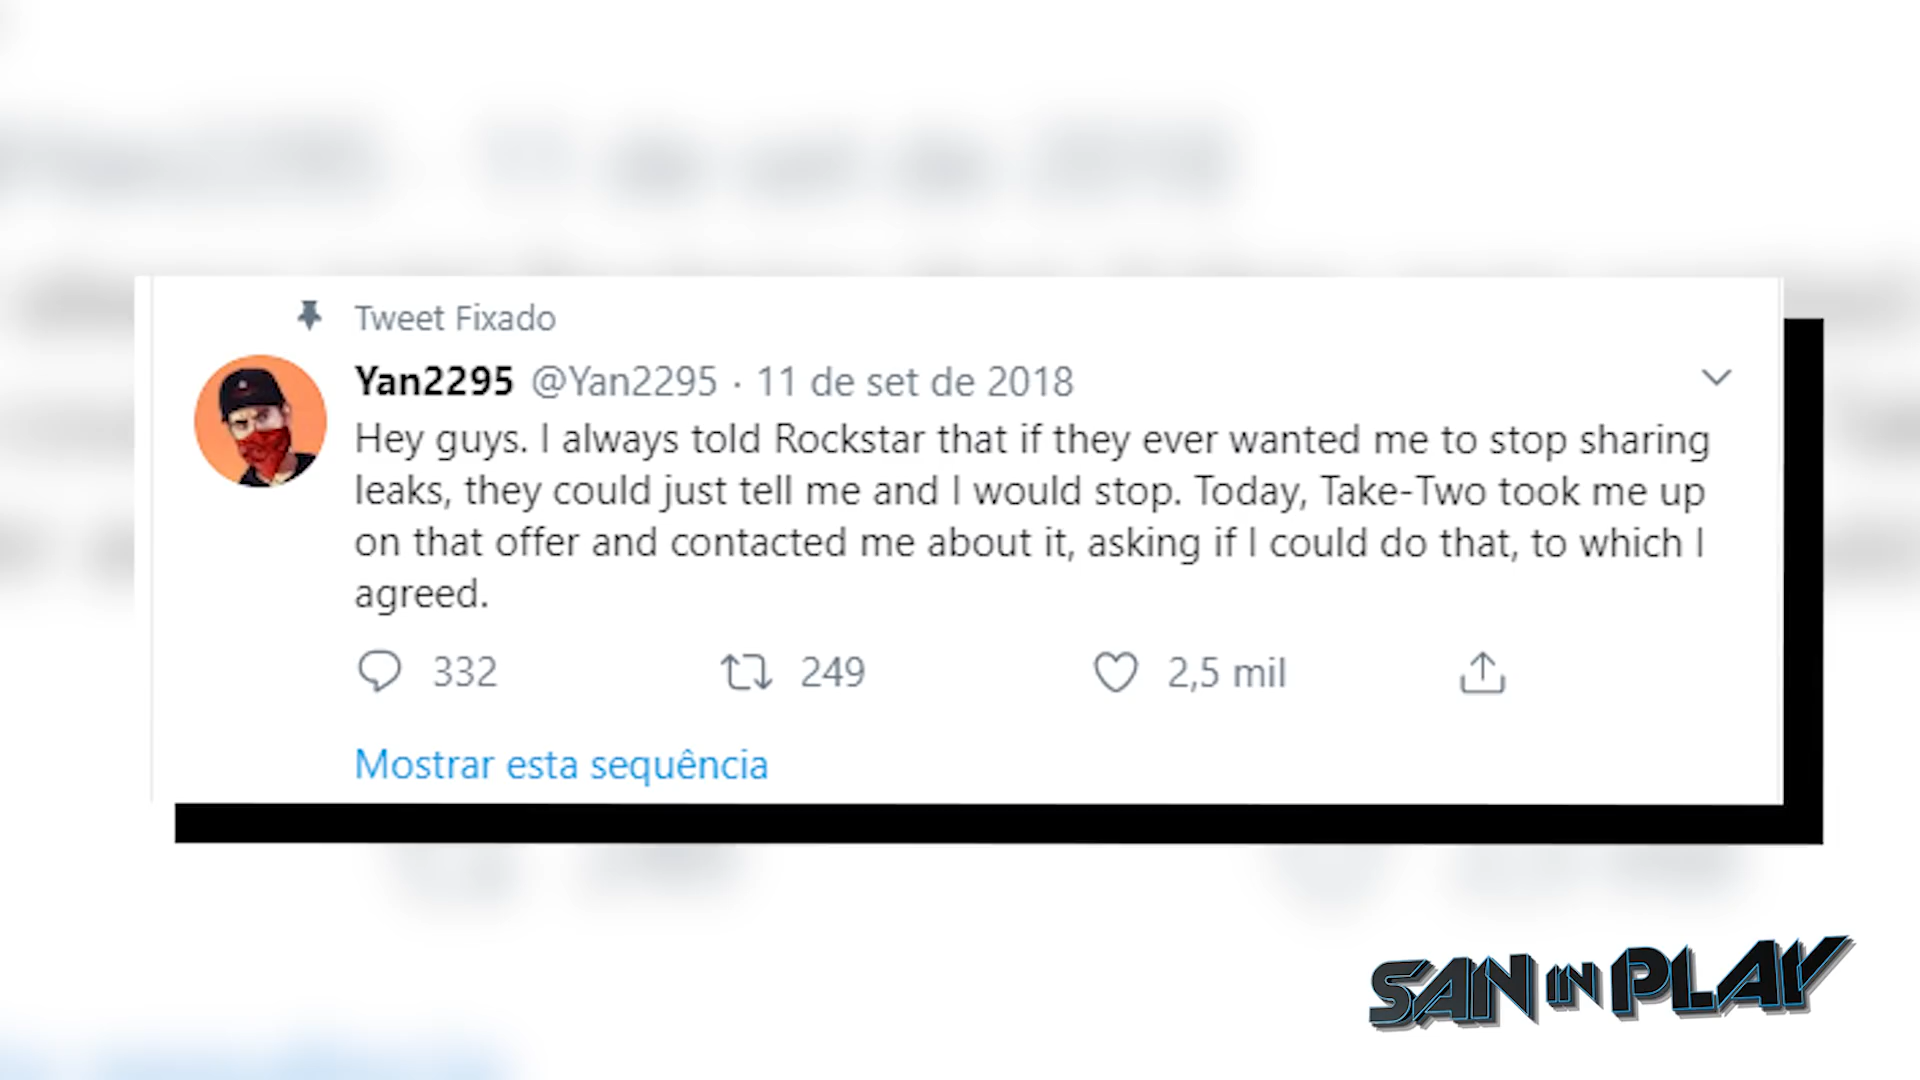 Tweet Fixado
Yan2295 @Yan2295 · 11 de set de 2018
Hey guys. I always told Rockstar that if they ever wanted me to stop sharing
leaks, they could just tell me and I would stop. Today, Take-Two took me up
on that offer and contacted me about it, asking if I could do that, to which I
agreed.
332 249 2,5 mil
Mostrar esta sequência
SAN IN PLAY